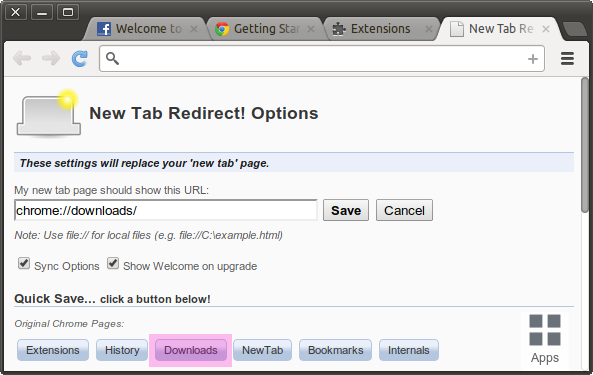 Welcome to
Getting Star
Extensions
New Tab Re
New Tab Redirect! Options
These settings will replace your 'new tab' page.
My new tab page should show this URL:
chrome://downloads/ Save Cancel
Note: Use file:// for local files (e.g. file://C:\example.html)
Sync Options Show Welcome on upgrade
Quick Save... click a button below!
Original Chrome Pages:
Extensions History Downloads NewTab Bookmarks Internals
Apps